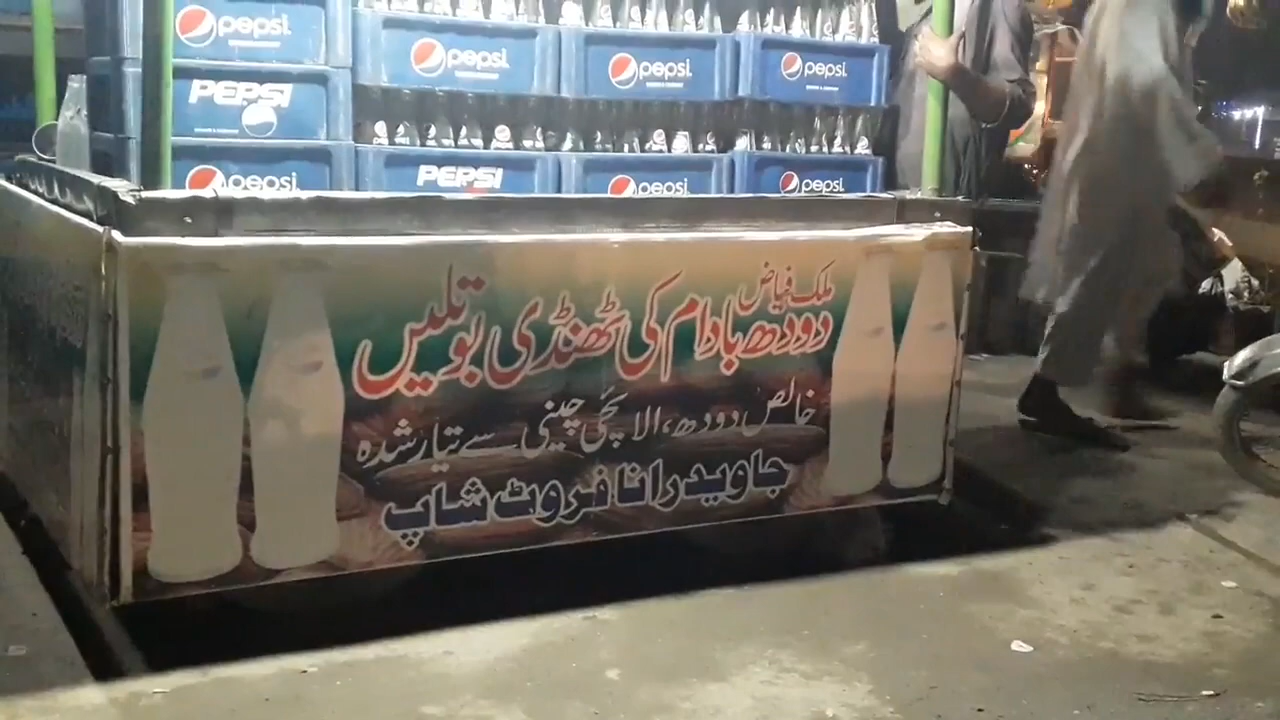 pepsi
pepsi
pepsi
pepsi
PEPSI
pepsi
PEPSI
pepsi
pepsi
ملک فیاض
دودھ بادام کی ٹھنڈی بوتلیں
خالص دودھ، الائچی چینی سے تیار شدہ
جاوید رانا فروٹ شاپ